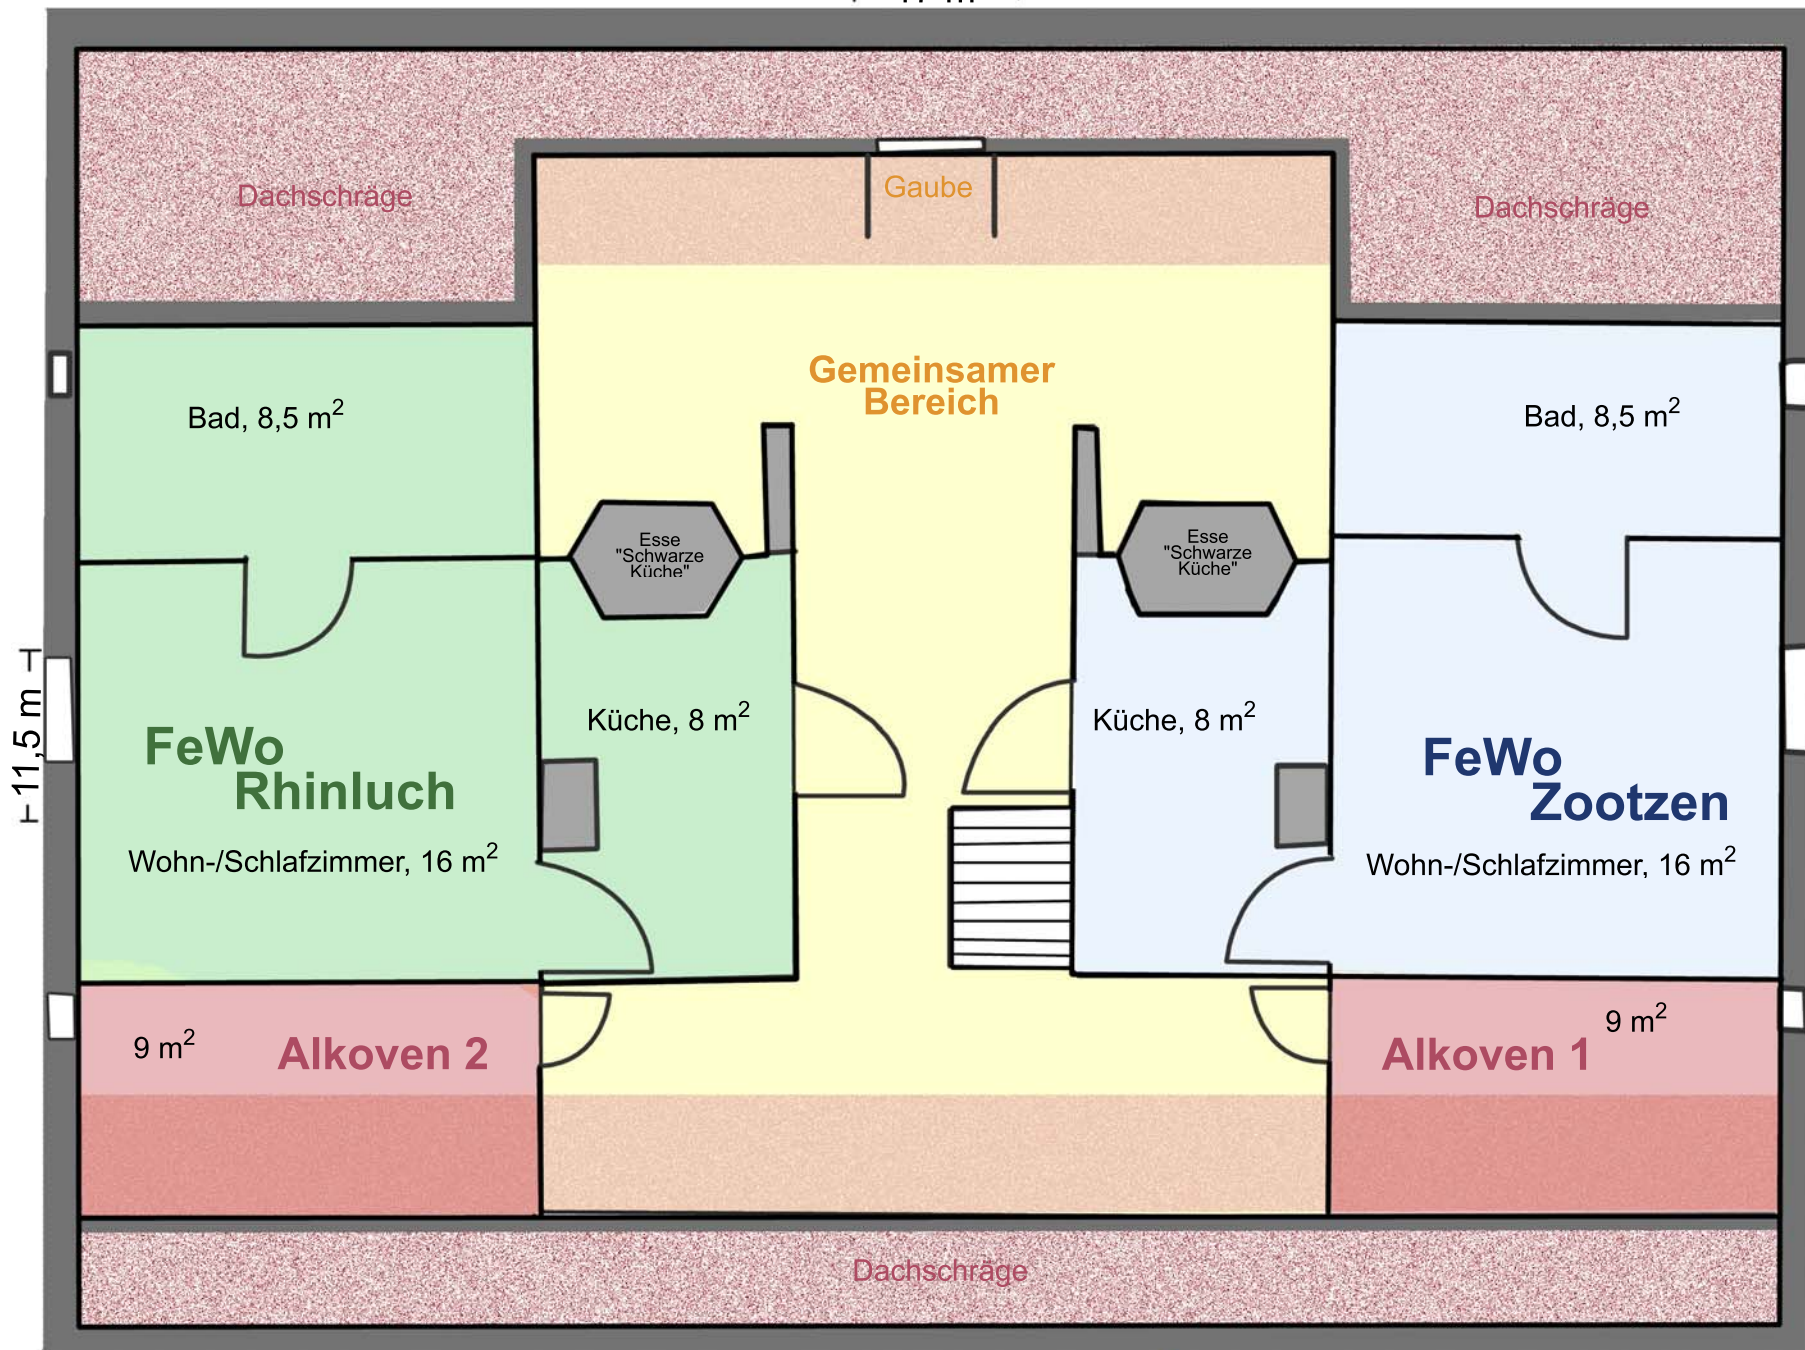 Dachschräge
Gaube
Dachschräge
Gemeinsamer
Bereich
Bad, 8,5 m²
Bad, 8,5 m²
Esse
"Schwarze
Küche"
Esse
"Schwarze
Küche"
11,5 m
Küche, 8 m²
Küche, 8 m²
FeWo
Rhinluch
FeWo
Zootzen
Wohn-/Schlafzimmer, 16 m²
Wohn-/Schlafzimmer, 16 m²
9 m²
Alkoven 2
Alkoven 1
9 m²
Dachschräge